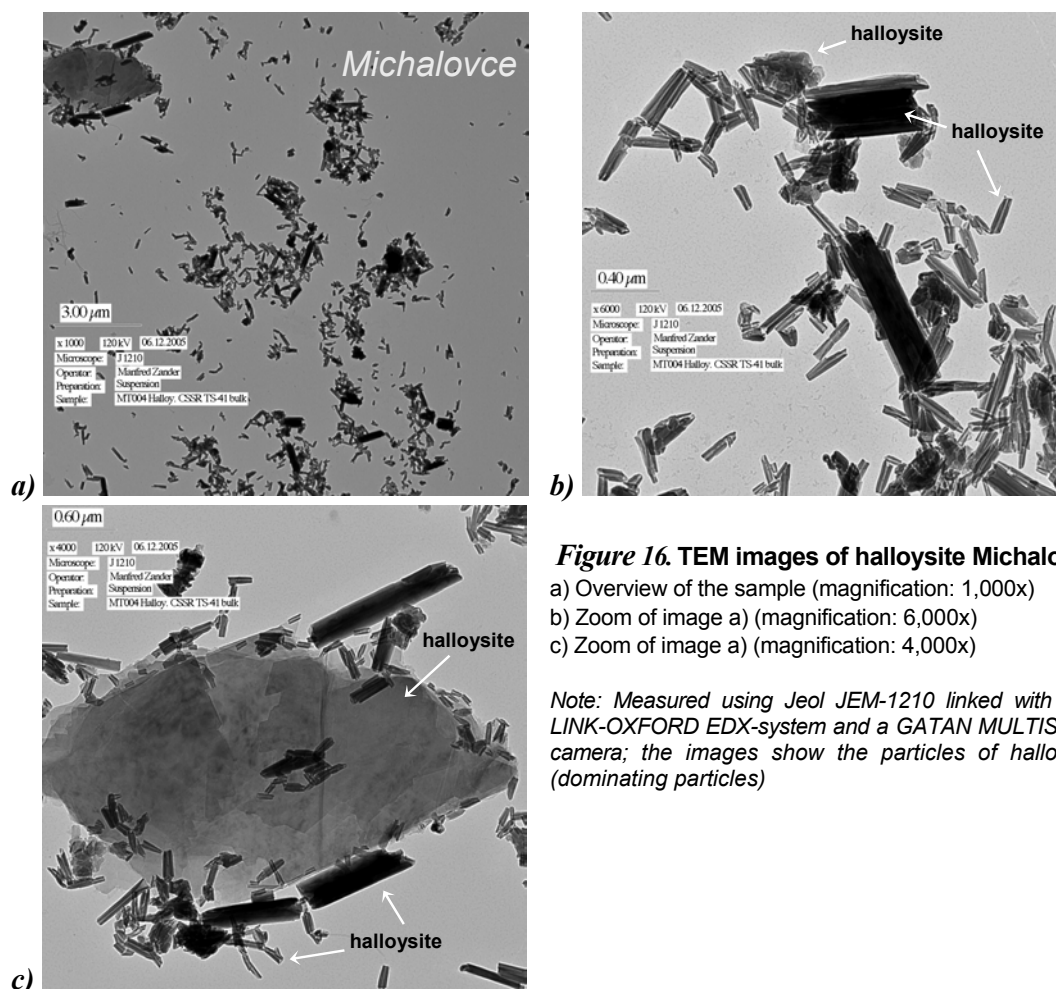 Michalovce
3.00 µm
x 1000 120 kV 06.12.2005
Microscope: J 1210
Operator: Manfred Zander
Preparation: Suspension
Sample: MT004 Halloy. CSSR TS-41 bulk
a)
halloysite
halloysite
0.40 µm
x 6000 120 kV 06.12.2005
Microscope: J 1210
Operator: Manfred Zander
Preparation: Suspension
Sample: MT004 Halloy. CSSR TS-41 bulk
b)
0.60 µm
x 4000 120 kV 06.12.2005
Microscope: J 1210
Operator: Manfred Zander
Preparation: Suspension
Sample: MT004 Halloy. CSSR TS-41 bulk
halloysite
halloysite
c)
Figure 16. TEM images of halloysite Michalo
a) Overview of the sample (magnification: 1,000x)
b) Zoom of image a) (magnification: 6,000x)
c) Zoom of image a) (magnification: 4,000x)
Note: Measured using Jeol JEM-1210 linked with
LINK-OXFORD EDX-system and a GATAN MULTIS
camera; the images show the particles of hallo
(dominating particles)